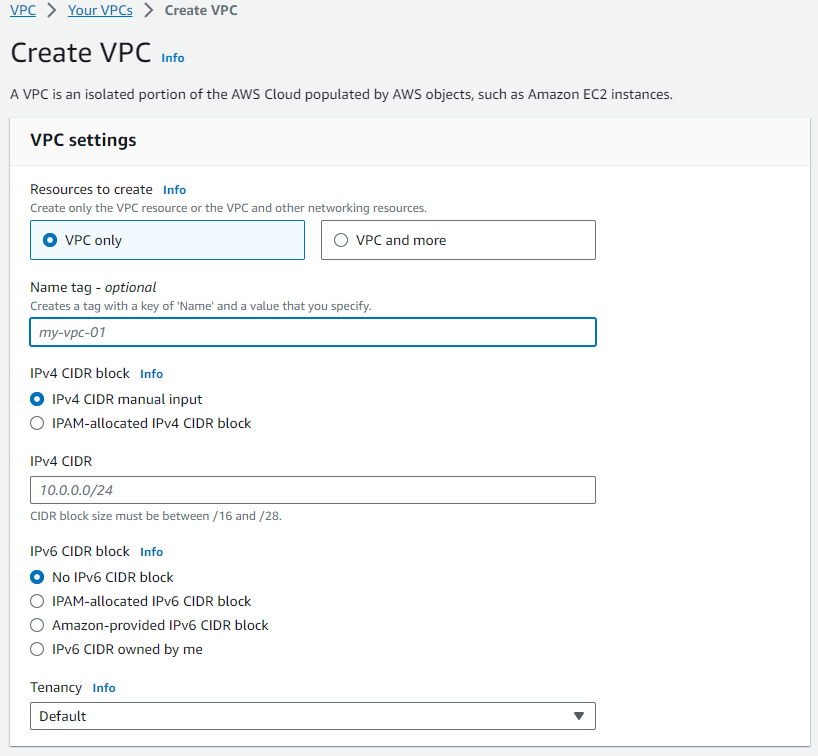 VPC > Your VPCs > Create VPC
Create VPC Info
A VPC is an isolated portion of the AWS Cloud populated by AWS objects, such as Amazon EC2 instances.
VPC settings
Resources to create Info
Create only the VPC resource or the VPC and other networking resources.
VPC only VPC and more
Name tag - optional
Creates a tag with a key of 'Name' and a value that you specify.
my-vpc-01
IPv4 CIDR block Info
IPv4 CIDR manual input
IPAM-allocated IPv4 CIDR block
IPv4 CIDR
10.0.0.0/24
CIDR block size must be between /16 and /28.
IPv6 CIDR block Info
No IPv6 CIDR block
IPAM-allocated IPv6 CIDR block
Amazon-provided IPv6 CIDR block
IPv6 CIDR owned by me
Tenancy Info
Default